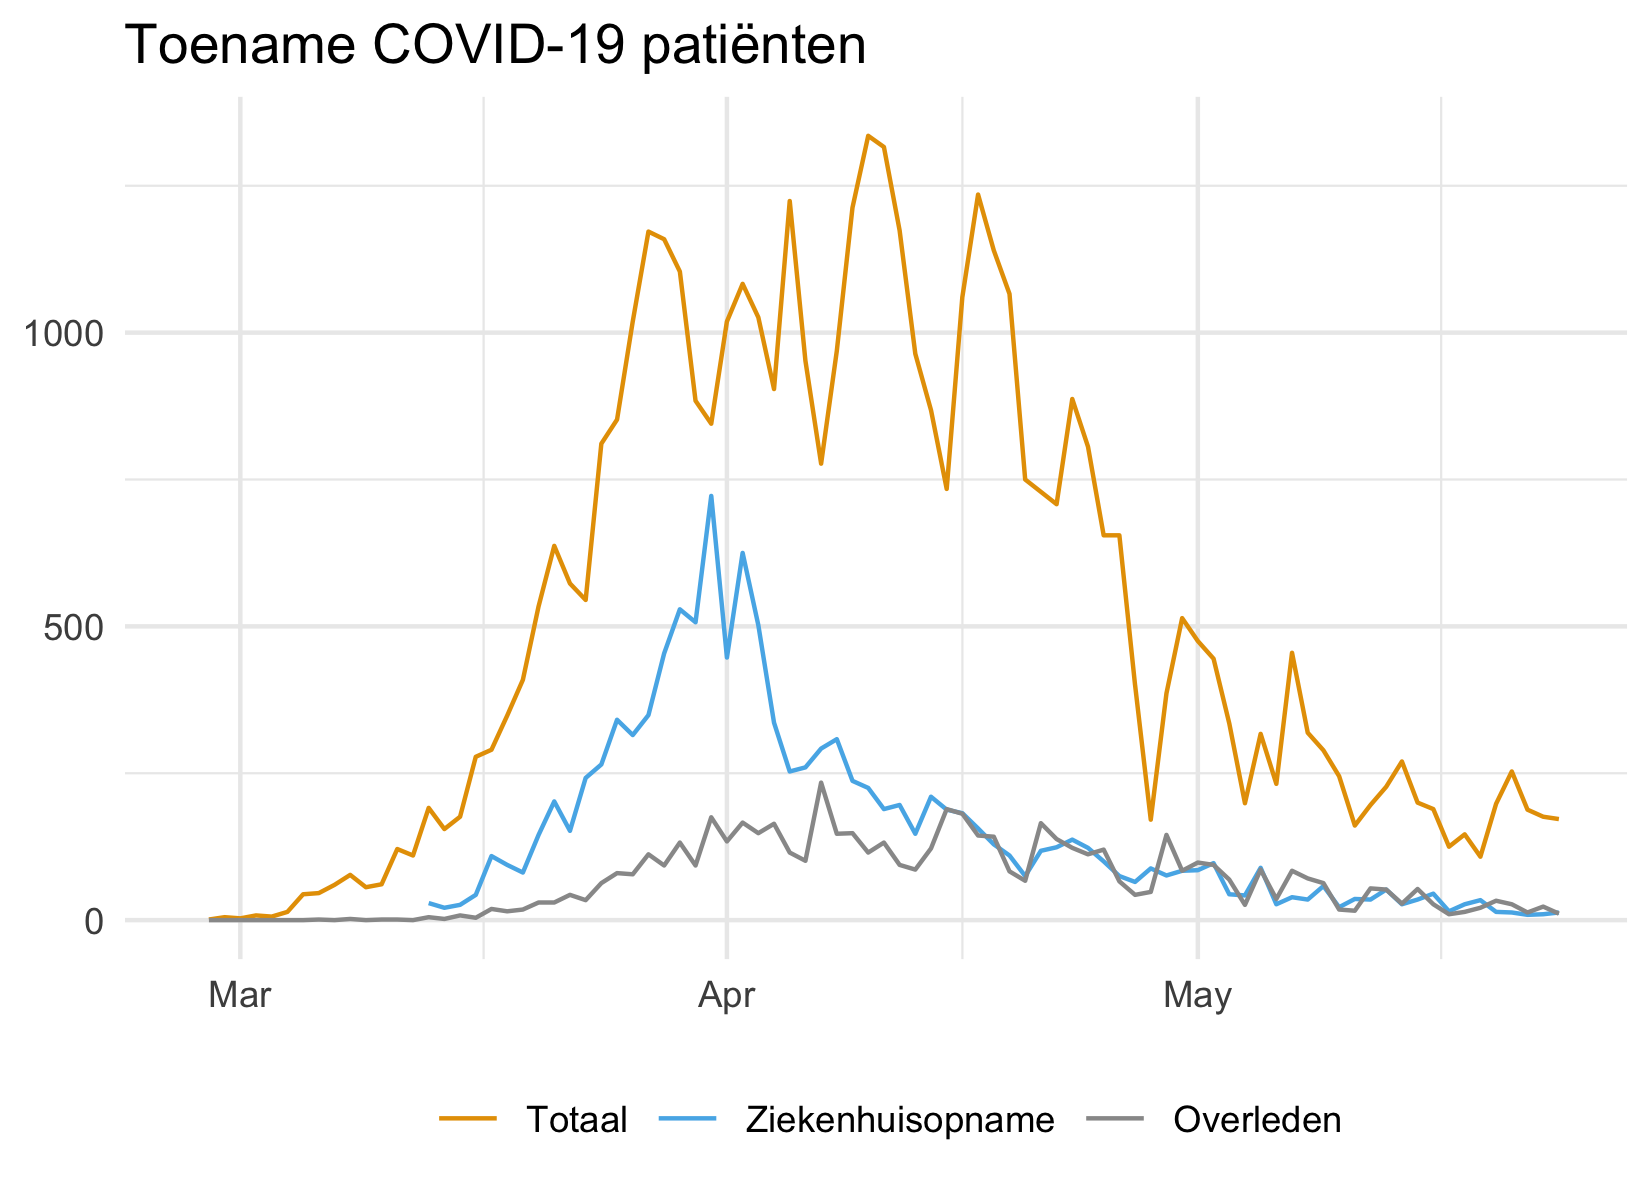 Toename COVID-19 patiënten
1000
500
0
Mar Apr May
Totaal Ziekenhuisopname Overleden